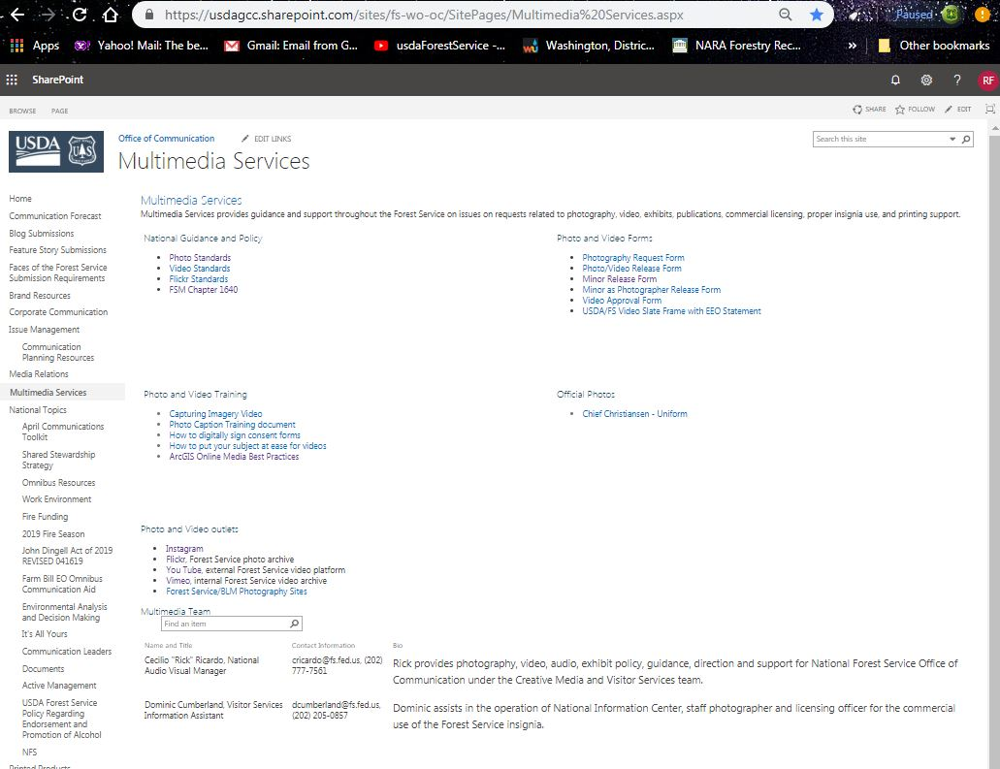 https://usdagcc.sharepoint.com/sites/fs-wo-oc/SitePages/Multimedia%20Services.aspx
Paused
Apps Yahoo! Mail: The be... Gmail: Email from G... usdaForestService -... Washington, Distric... NARA Forestry Rec... » Other bookmarks
SharePoint
? RF
BROWSE PAGE
SHARE FOLLOW EDIT
USDA
UAS
Office of Communication EDIT LINKS
Multimedia Services
Search this site
Home
Communication Forecast
Blog Submissions
Feature Story Submissions
Faces of the Forest Service
Submission Requirements
Brand Resources
Corporate Communication
Issue Management
Communication
Planning Resources
Media Relations
Multimedia Services
National Topics
April Communications
Toolkit
Shared Stewardship
Strategy
Omnibus Resources
Work Environment
Fire Funding
2019 Fire Season
John Dingell Act of 2019
REVISED 041619
Farm Bill EO Omnibus
Communication Aid
Environmental Analysis
and Decision Making
It's All Yours
Communication Leaders
Documents
Active Management
USDA Forest Service
Policy Regarding
Endorsement and
Promotion of Alcohol
NFS
Printed Products
Multimedia Services
Multimedia Services provides guidance and support throughout the Forest Service on issues on requests related to photography, video, exhibits, publications, commercial licensing, proper insignia use, and printing support.
National Guidance and Policy
• Photo Standards
• Video Standards
• Flickr Standards
• FSM Chapter 1640
Photo and Video Forms
• Photography Request Form
• Photo/Video Release Form
• Minor Release Form
• Minor as Photographer Release Form
• Video Approval Form
• USDA/FS Video Slate Frame with EEO Statement
Photo and Video Training
• Capturing Imagery Video
• Photo Caption Training document
• How to digitally sign consent forms
• How to put your subject at ease for videos
• ArcGIS Online Media Best Practices
Official Photos
• Chief Christiansen - Uniform
Photo and Video outlets
• Instagram
• Flickr, Forest Service photo archive
• You Tube, external Forest Service video platform
• Vimeo, internal Forest Service video archive
• Forest Service/BLM Photography Sites
Multimedia Team
Find an item
Name and Title Contact Information Bio
Cecilio "Rick" Ricardo, National
Audio Visual Manager
cricardo@fs.fed.us, (202)
777-7561
Rick provides photography, video, audio, exhibit policy, guidance, direction and support for National Forest Service Office of
Communication under the Creative Media and Visitor Services team.
Dominic Cumberland, Visitor Services
Information Assistant
dcumberland@fs.fed.us,
(202) 205-0857
Dominic assists in the operation of National Information Center, staff photographer and licensing officer for the commercial
use of the Forest Service insignia.